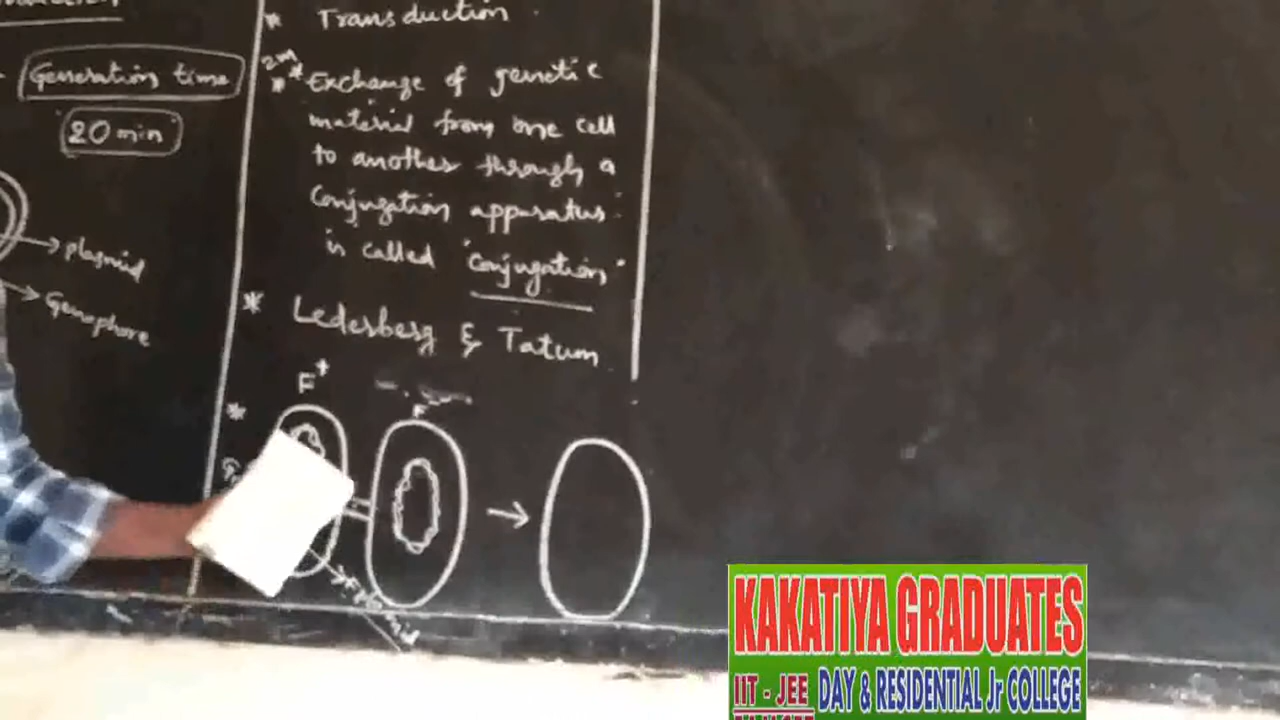 Generation time
20 min
plasmid
Genophore
* Transduction
2m
** Exchange of genetic
material from one cell
to another through a
Conjugation apparatus
is called "Conjugation"
* Lederberg & Tatum
F+
*
KAKATIYA GRADUATES
IIT - JEE DAY & RESIDENTIAL Jr COLLEGE